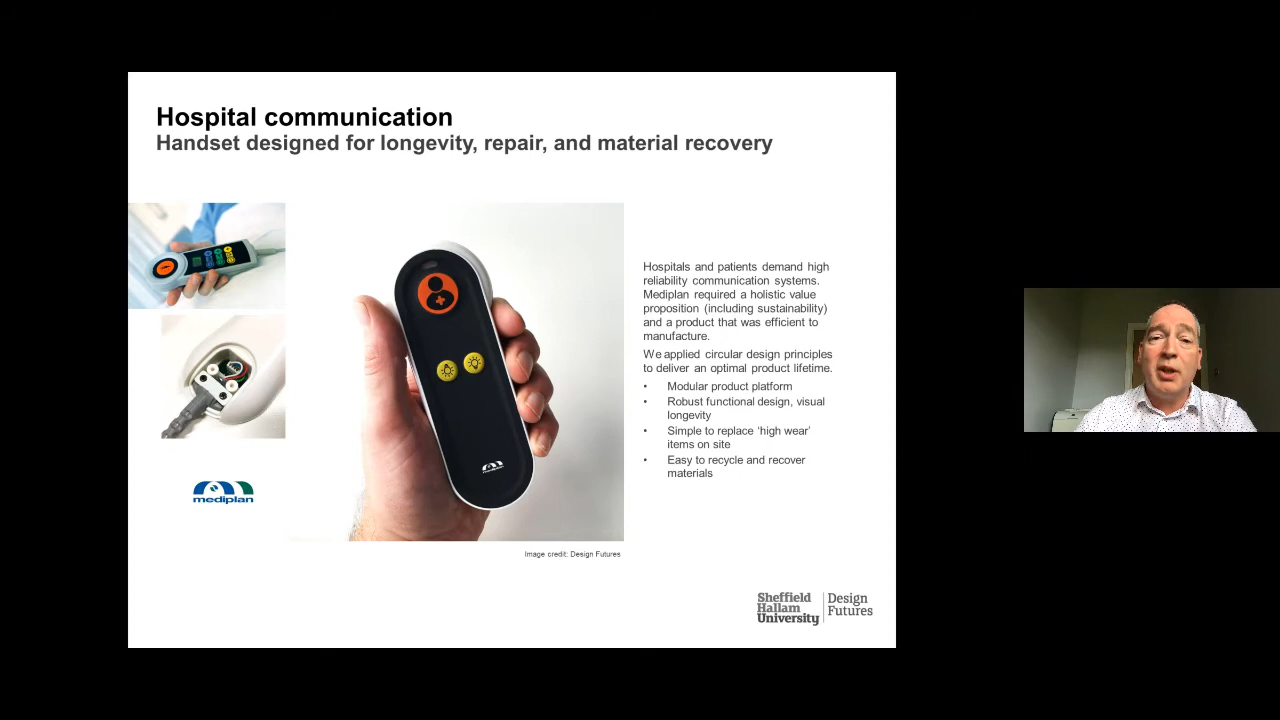 Hospital communication
Handset designed for longevity, repair, and material recovery
Hospitals and patients demand high
reliability communication systems.
Mediplan required a holistic value
proposition (including sustainability)
and a product that was efficient to
manufacture.
We applied circular design principles
to deliver an optimal product lifetime.
• Modular product platform
• Robust functional design, visual
longevity
• Simple to replace ‘high wear’
items on site
• Easy to recycle and recover
materials
mediplan
Image credit: Design Futures
Sheffield
Hallam
University
Design
Futures